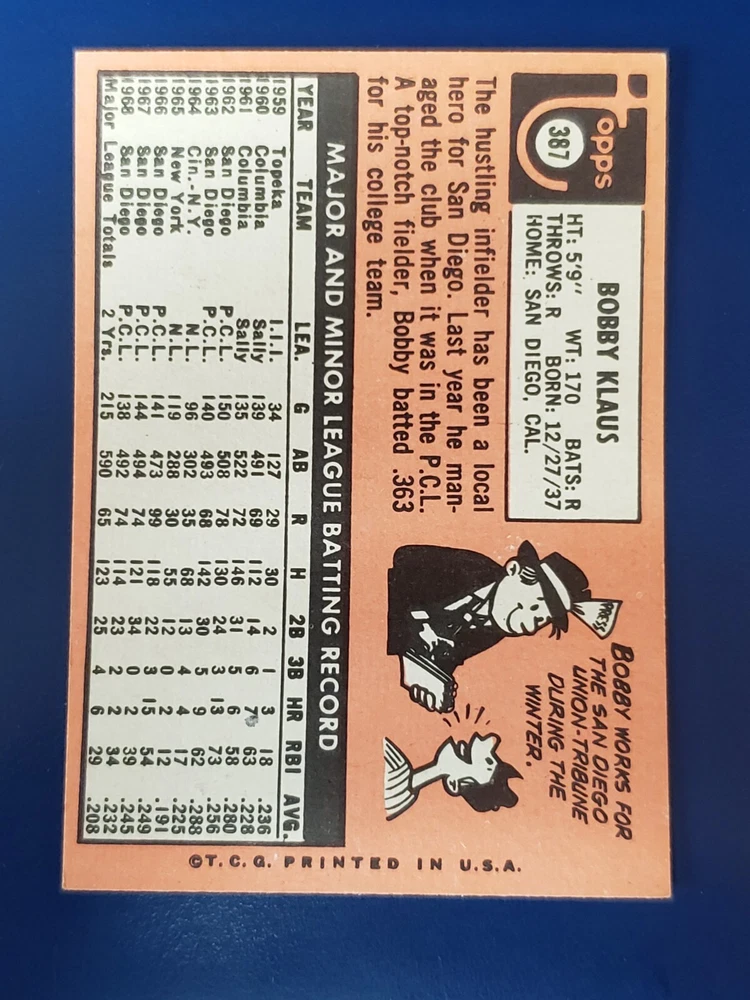 Topps
387
BOBBY KLAUS
HT: 5'9" WT: 170 BATS: R
THROWS: R BORN: 12/27/37
HOME: SAN DIEGO, CAL.
The hustling infielder has been a local
hero for San Diego. Last year he man-
aged the club when it was in the P.C.L.
A top-notch fielder, Bobby batted .363
for his college team.
BOBBY WORKS FOR
THE SAN DIEGO
UNION-TRIBUNE
DURING THE
WINTER.
PRESS
MAJOR AND MINOR LEAGUE BATTING RECORD
YEAR TEAM LEA. G AB R H 2B 3B HR RBI AVG.
1959 Topeka I.I.I. 34 127 29 30 2 1 3 18 .236
1960 Columbia Sally 139 491 69 112 14 6 7 63 .228
1961 Columbia Sally 135 522 72 146 31 5 6 58 .280
1962 San Diego P.C.L. 150 508 78 130 24 3 13 73 .256
1963 San Diego P.C.L. 140 493 68 142 30 5 9 62 .288
1964 Cin.-N.Y. N.L. 96 302 35 68 13 4 4 17 .225
1965 New York N.L. 119 288 30 55 12 0 2 12 .191
1966 San Diego P.C.L. 141 473 99 118 22 3 15 54 .249
1967 San Diego P.C.L. 144 494 74 121 34 0 2 39 .245
1968 San Diego P.C.L. 138 492 74 114 23 2 2 34 .232
Major League Totals 2 Yrs. 215 590 65 123 25 4 6 29 .208
©T.C.G. PRINTED IN U.S.A.